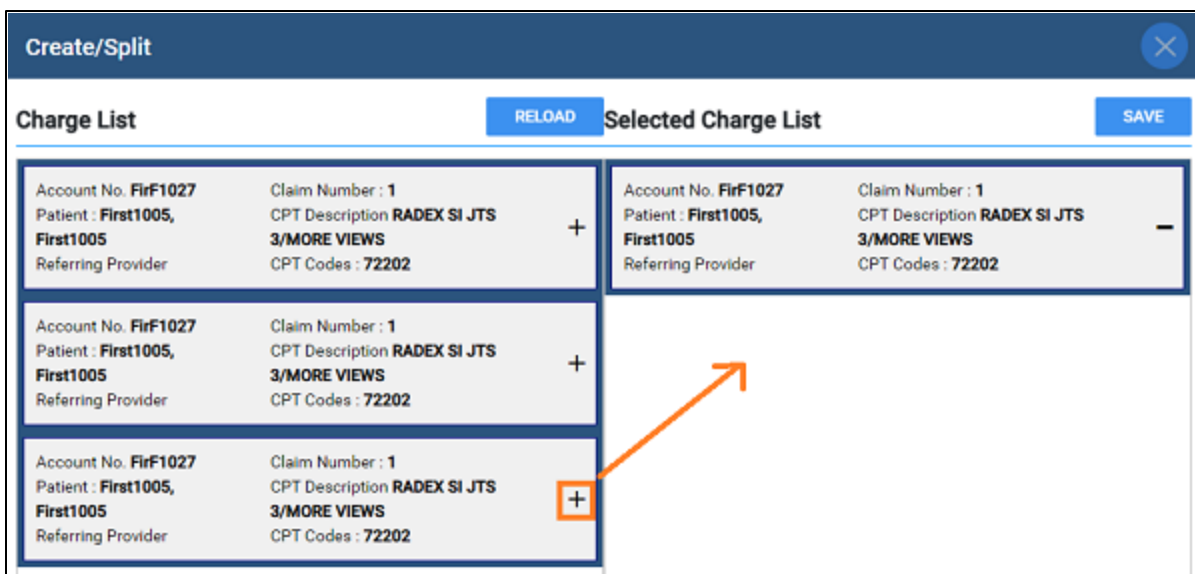 Create/Split
Charge List
RELOAD
Selected Charge List
SAVE
Account No. FirF1027
Patient : First1005,
First1005
Referring Provider
Claim Number : 1
CPT Description RADEX SI JTS
3/MORE VIEWS
CPT Codes : 72202
+
Account No. FirF1027
Patient : First1005,
First1005
Referring Provider
Claim Number : 1
CPT Description RADEX SI JTS
3/MORE VIEWS
CPT Codes : 72202
+
Account No. FirF1027
Patient : First1005,
First1005
Referring Provider
Claim Number : 1
CPT Description RADEX SI JTS
3/MORE VIEWS
CPT Codes : 72202
+
Account No. FirF1027
Patient : First1005,
First1005
Referring Provider
Claim Number : 1
CPT Description RADEX SI JTS
3/MORE VIEWS
CPT Codes : 72202
-